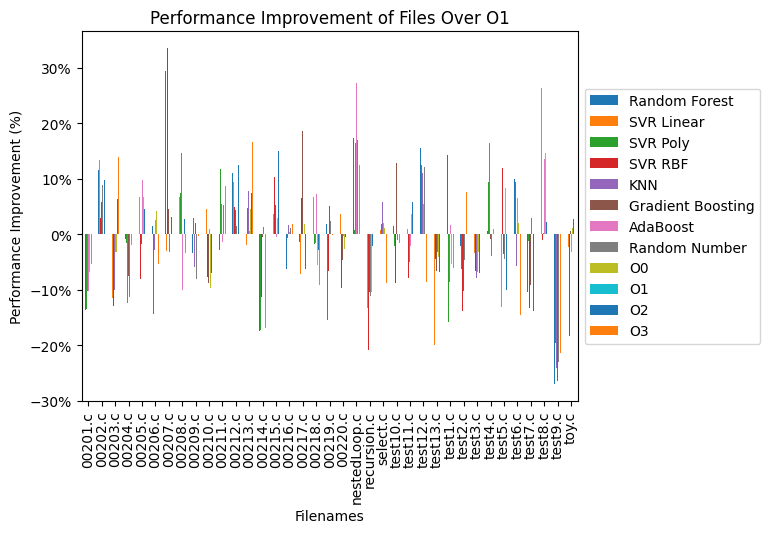 Performance Improvement of Files Over O1
Performance Improvement (%)
30%
20%
10%
0%
−10%
−20%
−30%
00201.c
00202.c
00203.c
00204.c
00205.c
00206.c
00207.c
00208.c
00209.c
00210.c
00211.c
00212.c
00213.c
00214.c
00215.c
00216.c
00217.c
00218.c
00219.c
00220.c
nestedLoop.c
recursion.c
select.c
test10.c
test11.c
test12.c
test13.c
test1.c
test2.c
test3.c
test4.c
test5.c
test6.c
test7.c
test8.c
test9.c
toy.c
Filenames
Random Forest
SVR Linear
SVR Poly
SVR RBF
KNN
Gradient Boosting
AdaBoost
Random Number
O0
O1
O2
O3